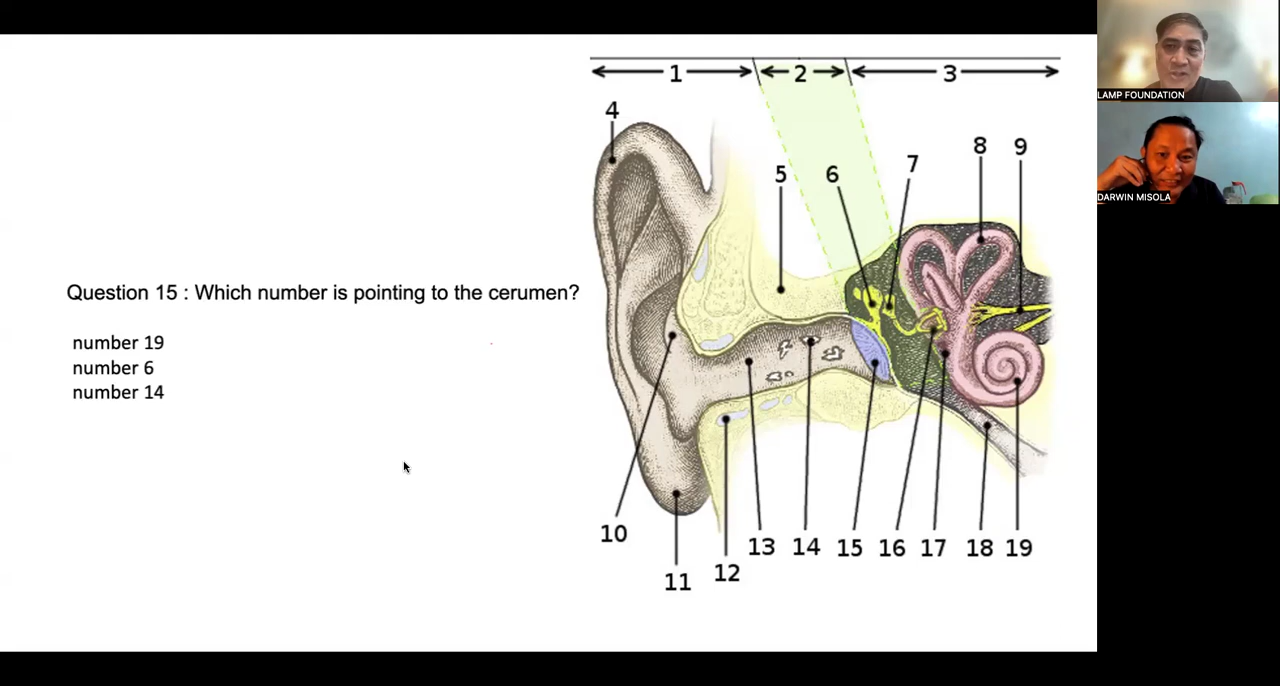 1 2 3
4
5 6 7 8 9
Question 15 : Which number is pointing to the cerumen?
number 19
number 6
number 14
10 11 12 13 14 15 16 17 18 19
LAMP FOUNDATION
DARWIN MISOLA